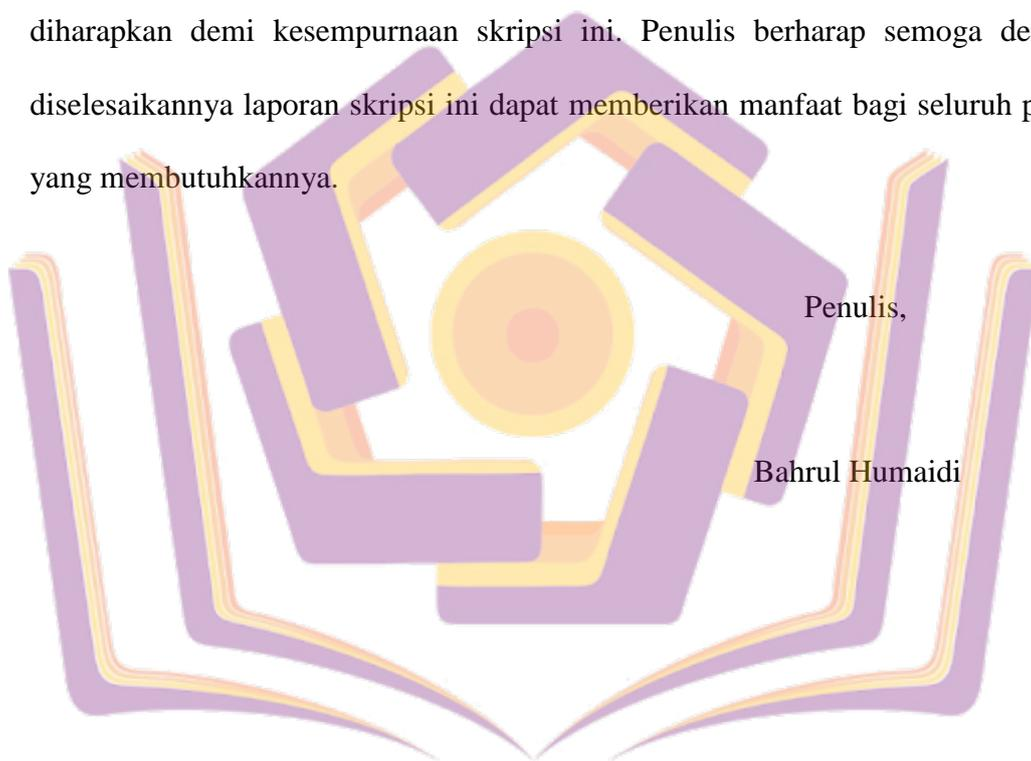 diharapkan demi kesempurnaan skripsi ini. Penulis berharap semoga de
diselesaikannya laporan skripsi ini dapat memberikan manfaat bagi seluruh p
yang membutuhkannya.
Penulis,
Bahrul Humaidi